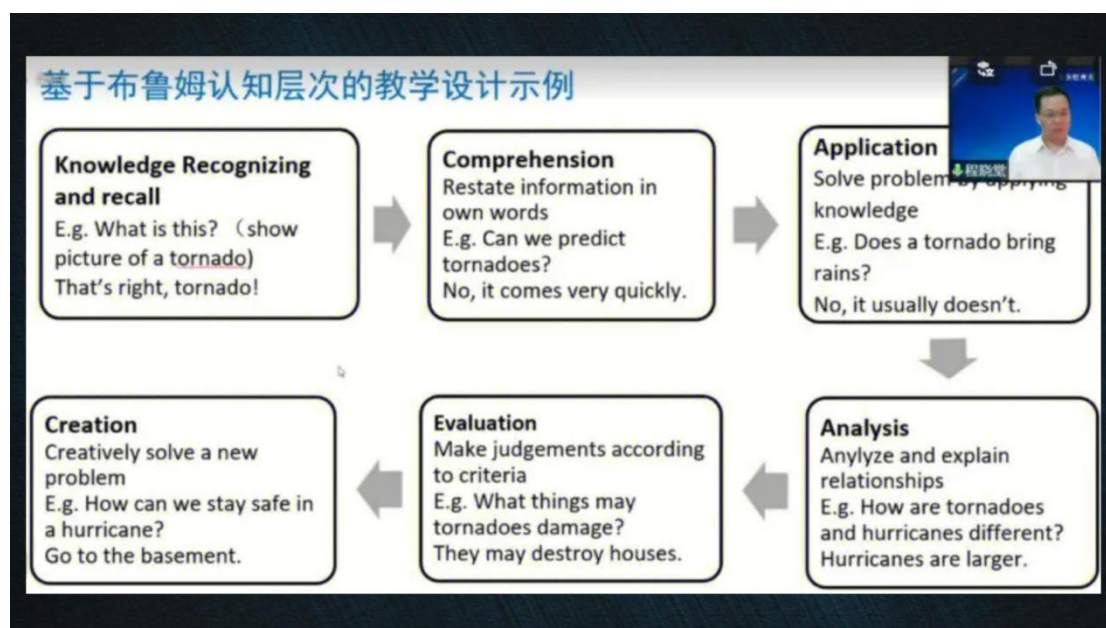 基于布鲁姆认知层次的教学设计示例
程晓堂
Knowledge Recognizing
and recall
E.g. What is this? （show
picture of a tornado)
That's right, tornado!
Comprehension
Restate information in
own words
E.g. Can we predict
tornadoes?
No, it comes very quickly.
Application
Solve problem by applying
knowledge
E.g. Does a tornado bring
rains?
No, it usually doesn't.
Analysis
Anylyze and explain
relationships
E.g. How are tornadoes
and hurricanes different?
Hurricanes are larger.
Evaluation
Make judgements according
to criteria
E.g. What things may
tornadoes damage?
They may destroy houses.
Creation
Creatively solve a new
problem
E.g. How can we stay safe in
a hurricane?
Go to the basement.